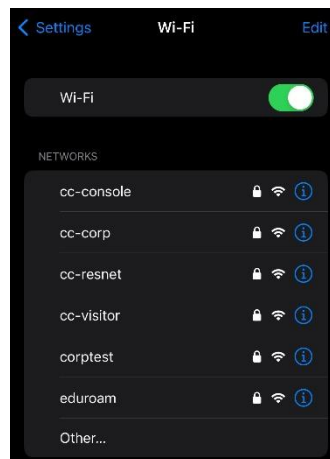 Settings Wi-Fi Edit
Wi-Fi
NETWORKS
cc-console
cc-corp
cc-resnet
cc-visitor
corptest
eduroam
Other...